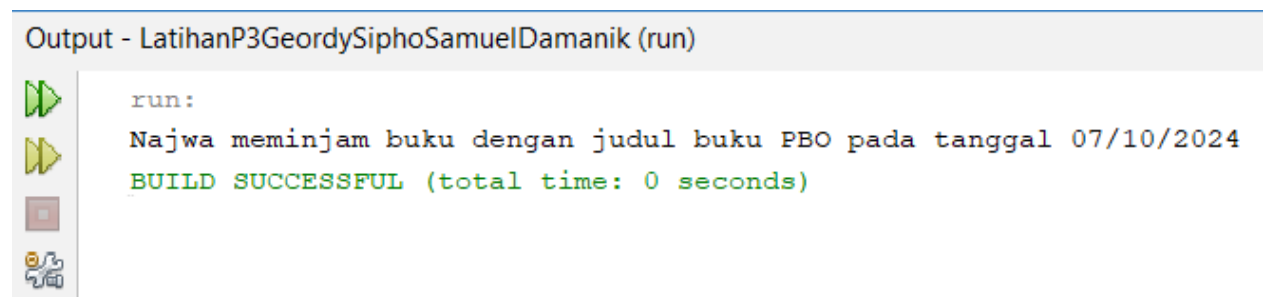 Output - LatihanP3GeordySiphoSamuelDamanik (run)
run:
Najwa meminjam buku dengan judul buku PBO pada tanggal 07/10/2024
BUILD SUCCESSFUL (total time: 0 seconds)